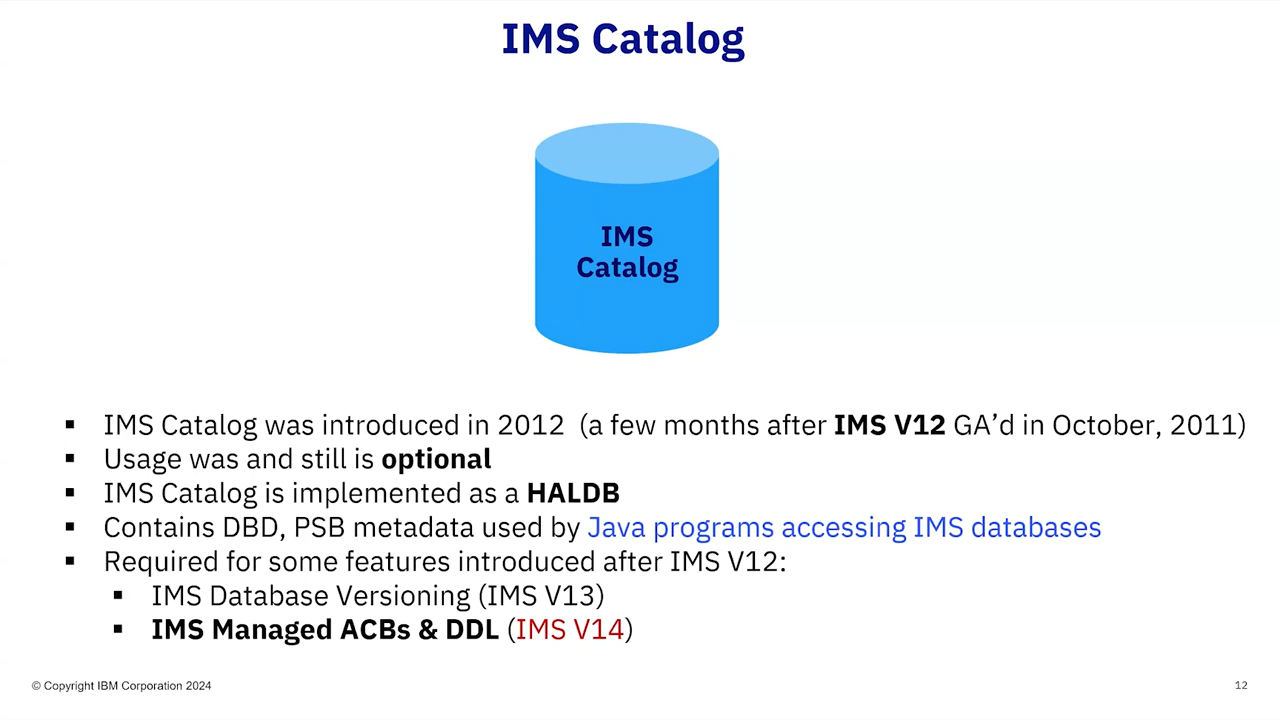 IMS Catalog
IMS
Catalog
▪ IMS Catalog was introduced in 2012 (a few months after IMS V12 GA’d in October, 2011)
▪ Usage was and still is optional
▪ IMS Catalog is implemented as a HALDB
▪ Contains DBD, PSB metadata used by Java programs accessing IMS databases
▪ Required for some features introduced after IMS V12:
▪ IMS Database Versioning (IMS V13)
▪ IMS Managed ACBs & DDL (IMS V14)
© Copyright IBM Corporation 2024
12